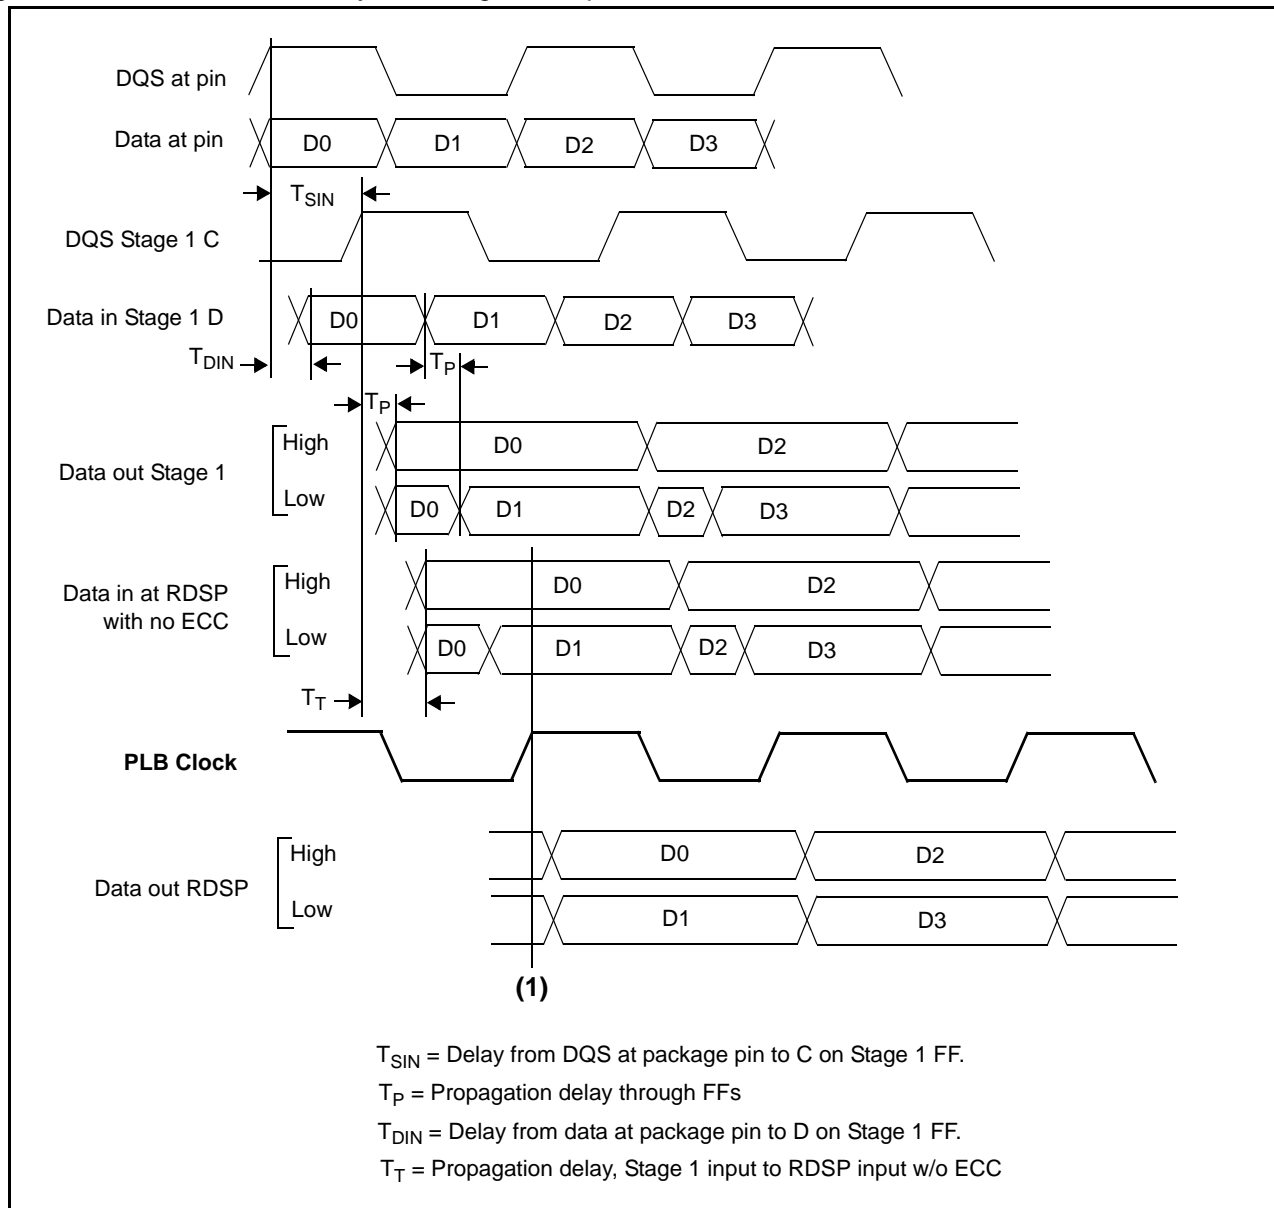 DQS at pin
Data at pin
D0 D1 D2 D3
TSIN
DQS Stage 1 C
Data in Stage 1 D
D0 D1 D2 D3
TDIN
TP
TP
Data out Stage 1
High
D0 D2
Low
D0 D1 D2 D3
Data in at RDSP
with no ECC
High
D0 D2
Low
D0 D1 D2 D3
TT
PLB Clock
Data out RDSP
High
D0 D2
Low
D1 D3
(1)
TSIN = Delay from DQS at package pin to C on Stage 1 FF.
TP = Propagation delay through FFs
TDIN = Delay from data at package pin to D on Stage 1 FF.
TT = Propagation delay, Stage 1 input to RDSP input w/o ECC